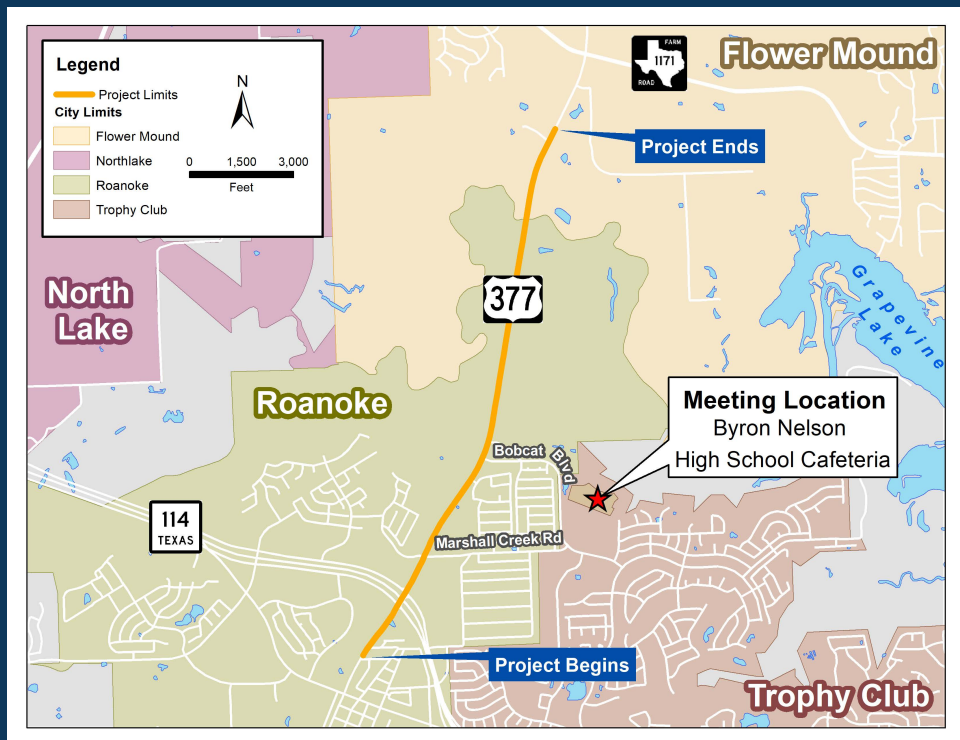 Legend
Project Limits
City Limits
Flower Mound
Northlake
Roanoke
Trophy Club
N
0 1,500 3,000
Feet
FARM
1171
ROAD
Flower Mound
Project Ends
377
North
Lake
Grapevine
Lake
Roanoke
Meeting Location
Byron Nelson
High School Cafeteria
Bobcat
Blvd
114
TEXAS
Marshall Creek Rd
Project Begins
Trophy Club